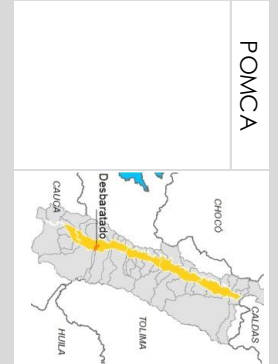 POMCA
CHOCÓ
CALDAS
Desbaratado
CAUCA
TOLIMA
HUILA